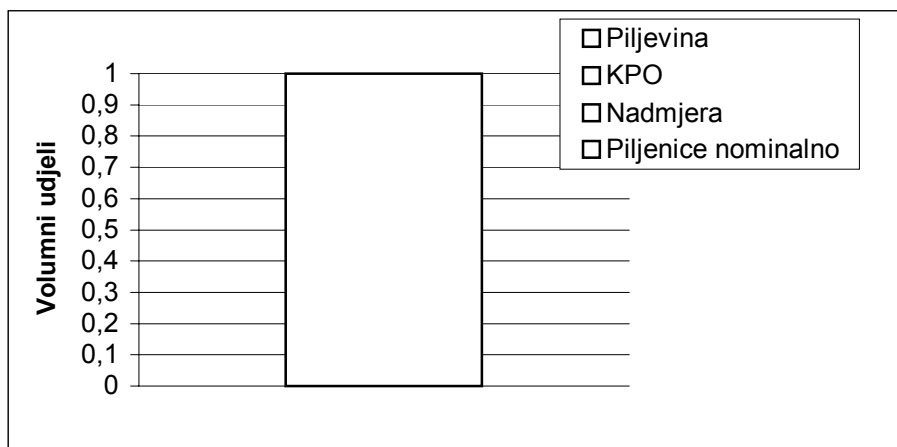 Piljevina
KPO
Nadmjera
Piljenice nominalno
Volumni udjeli
1
0,9
0,8
0,7
0,6
0,5
0,4
0,3
0,2
0,1
0